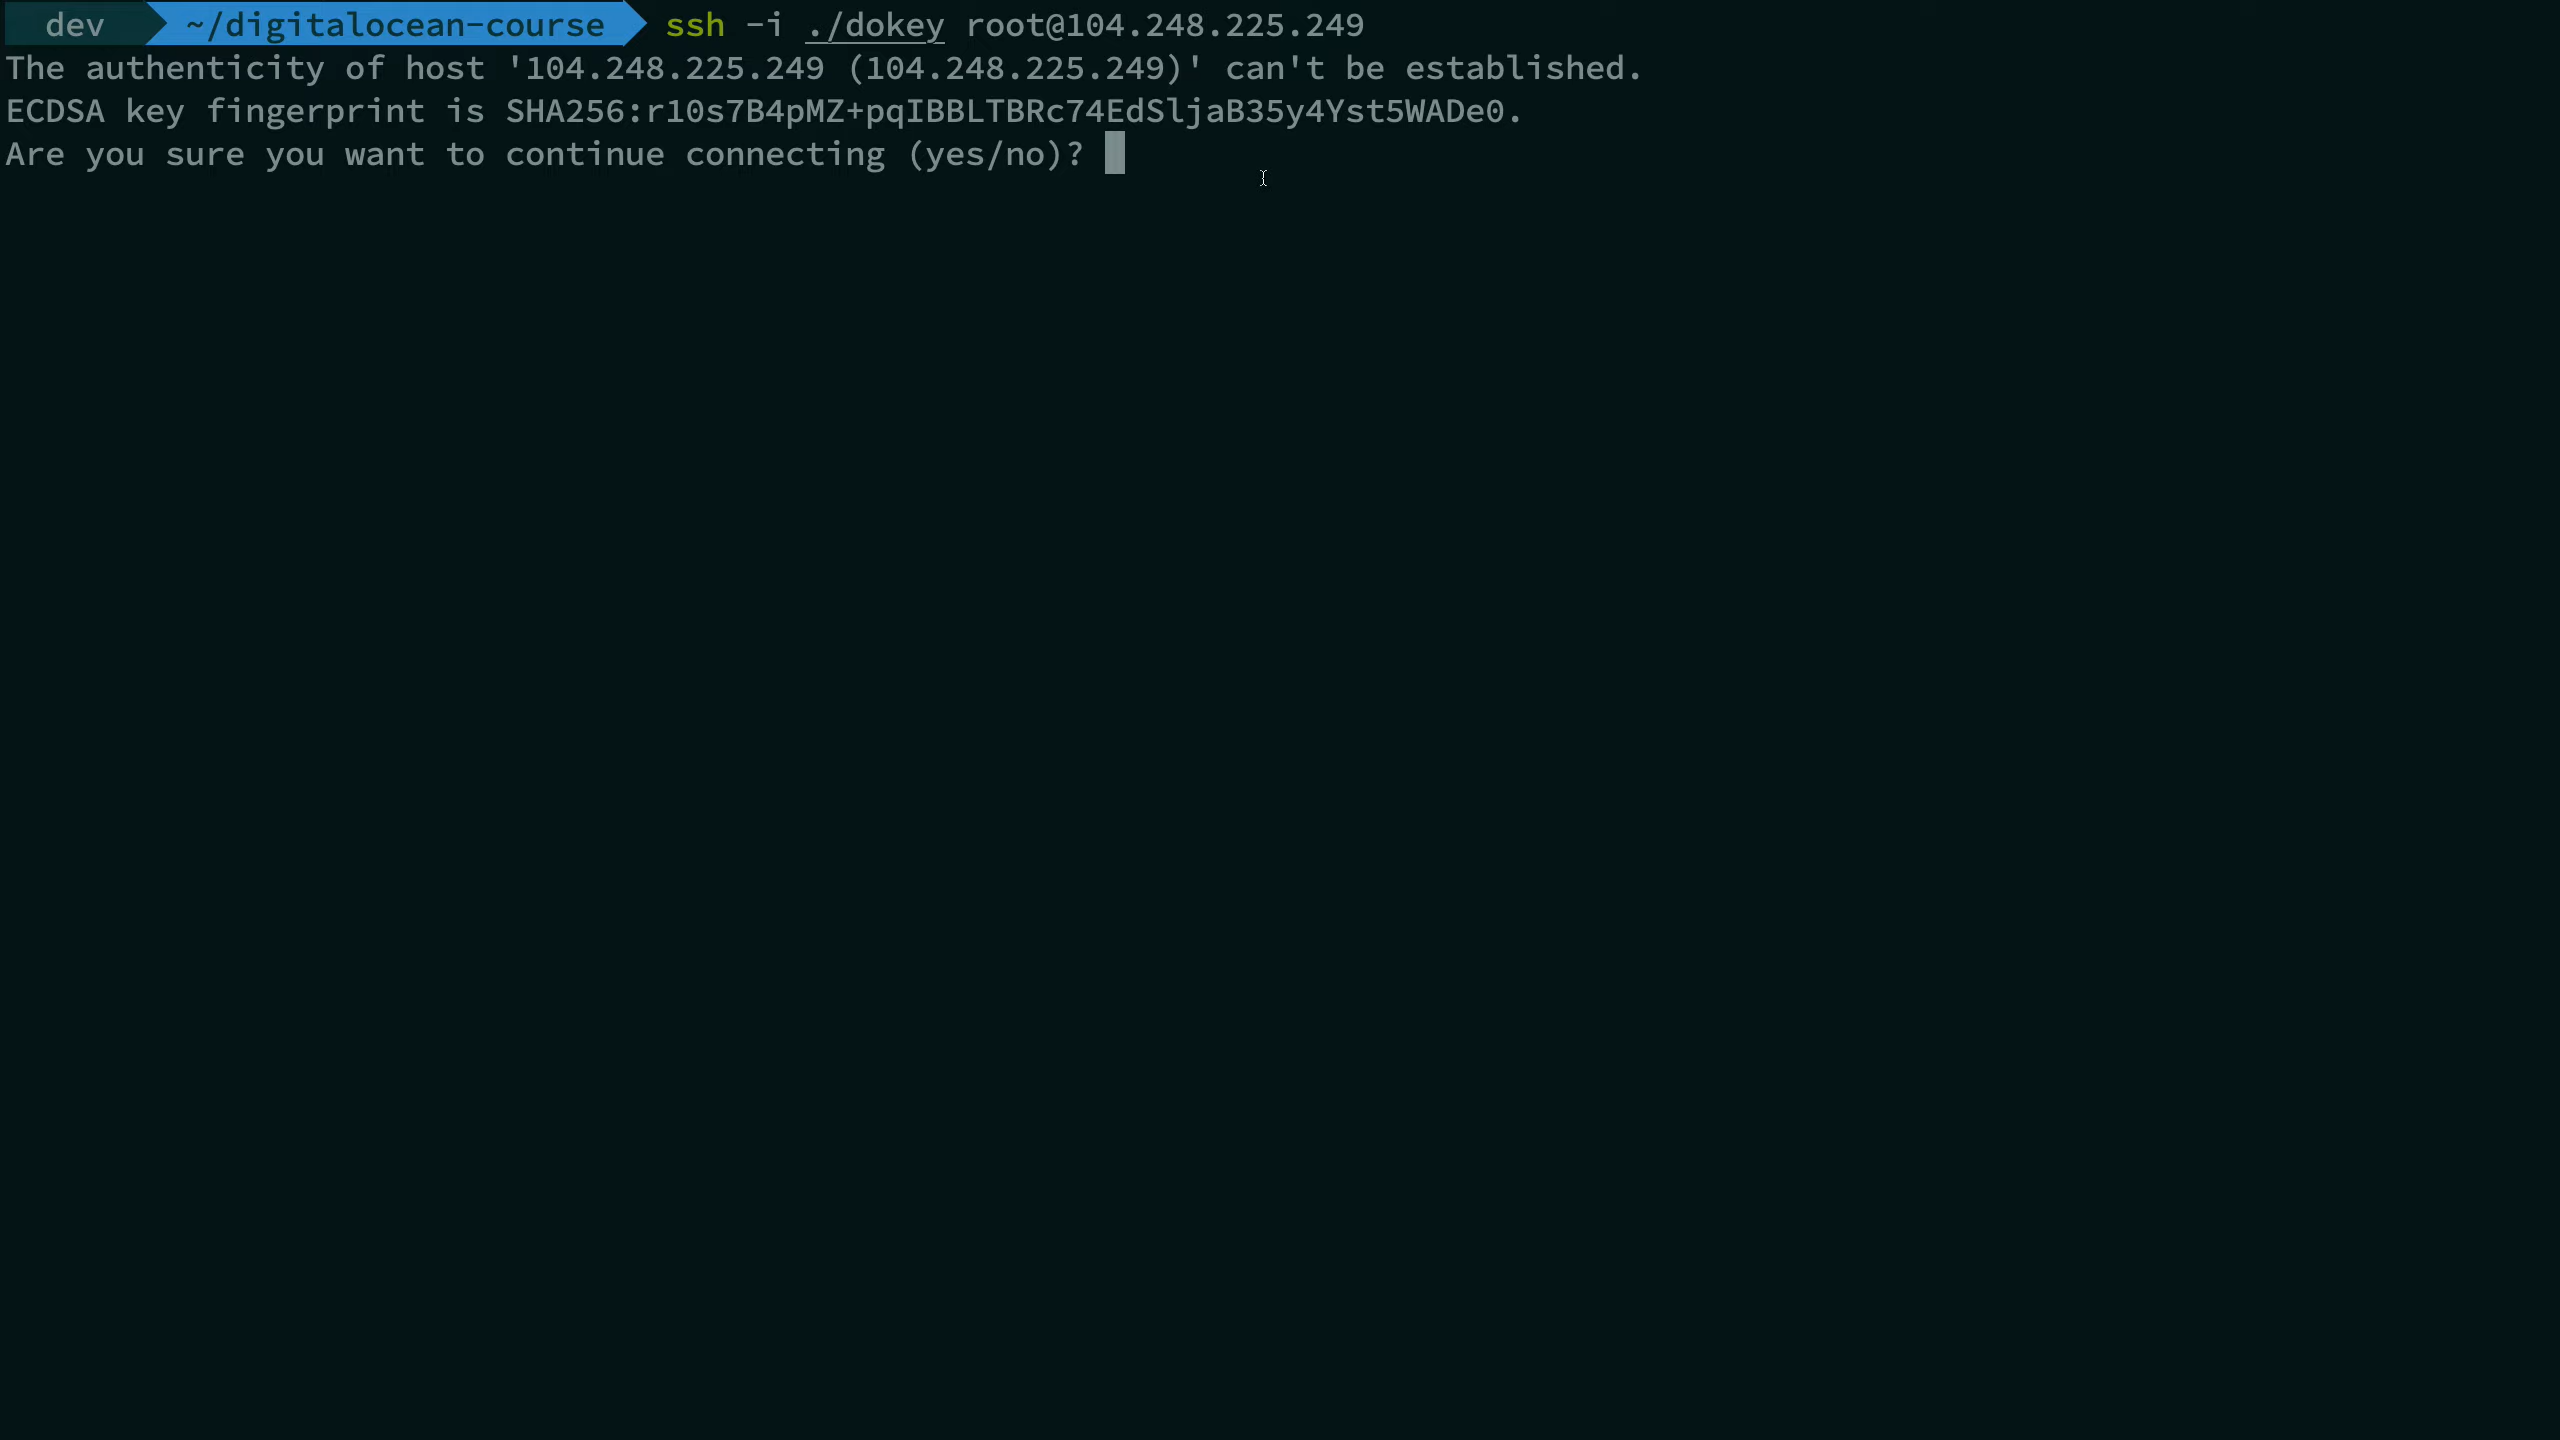 dev ~/digitalocean-course ssh -i ./dokey root@104.248.225.249
The authenticity of host '104.248.225.249 (104.248.225.249)' can't be established.
ECDSA key fingerprint is SHA256:r10s7B4pMZ+pqIBBLTBRc74EdSljaB35y4Yst5WADe0.
Are you sure you want to continue connecting (yes/no)?